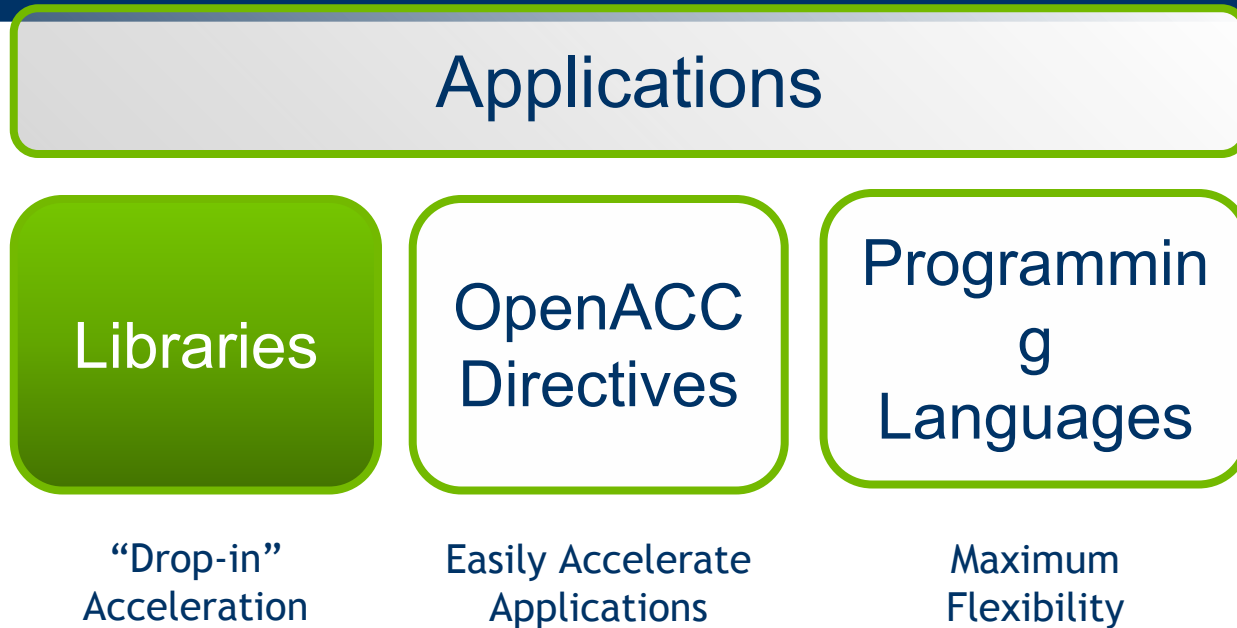 Applications
Libraries
OpenACC
Directives
Programmin
g
Languages
“Drop-in”
Acceleration
Easily Accelerate
Applications
Maximum
Flexibility